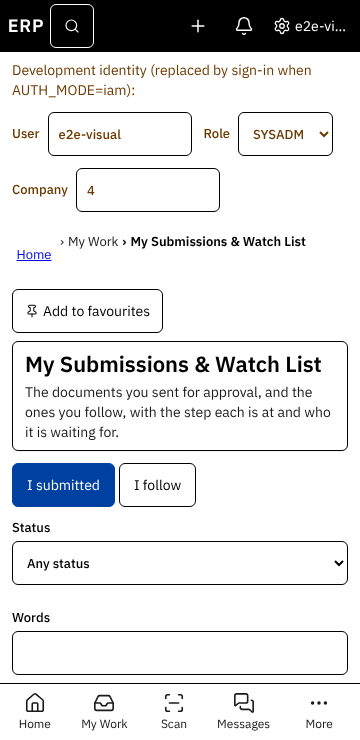 ERP e2e-vi...
Development identity (replaced by sign-in when
AUTH_MODE=iam):
User e2e-visual Role SYSADM
Company 4
Home › My Work › My Submissions & Watch List
Add to favourites
My Submissions & Watch List
The documents you sent for approval, and the
ones you follow, with the step each is at and who
it is waiting for.
I submitted I follow
Status
Any status
Words
Home My Work Scan Messages More